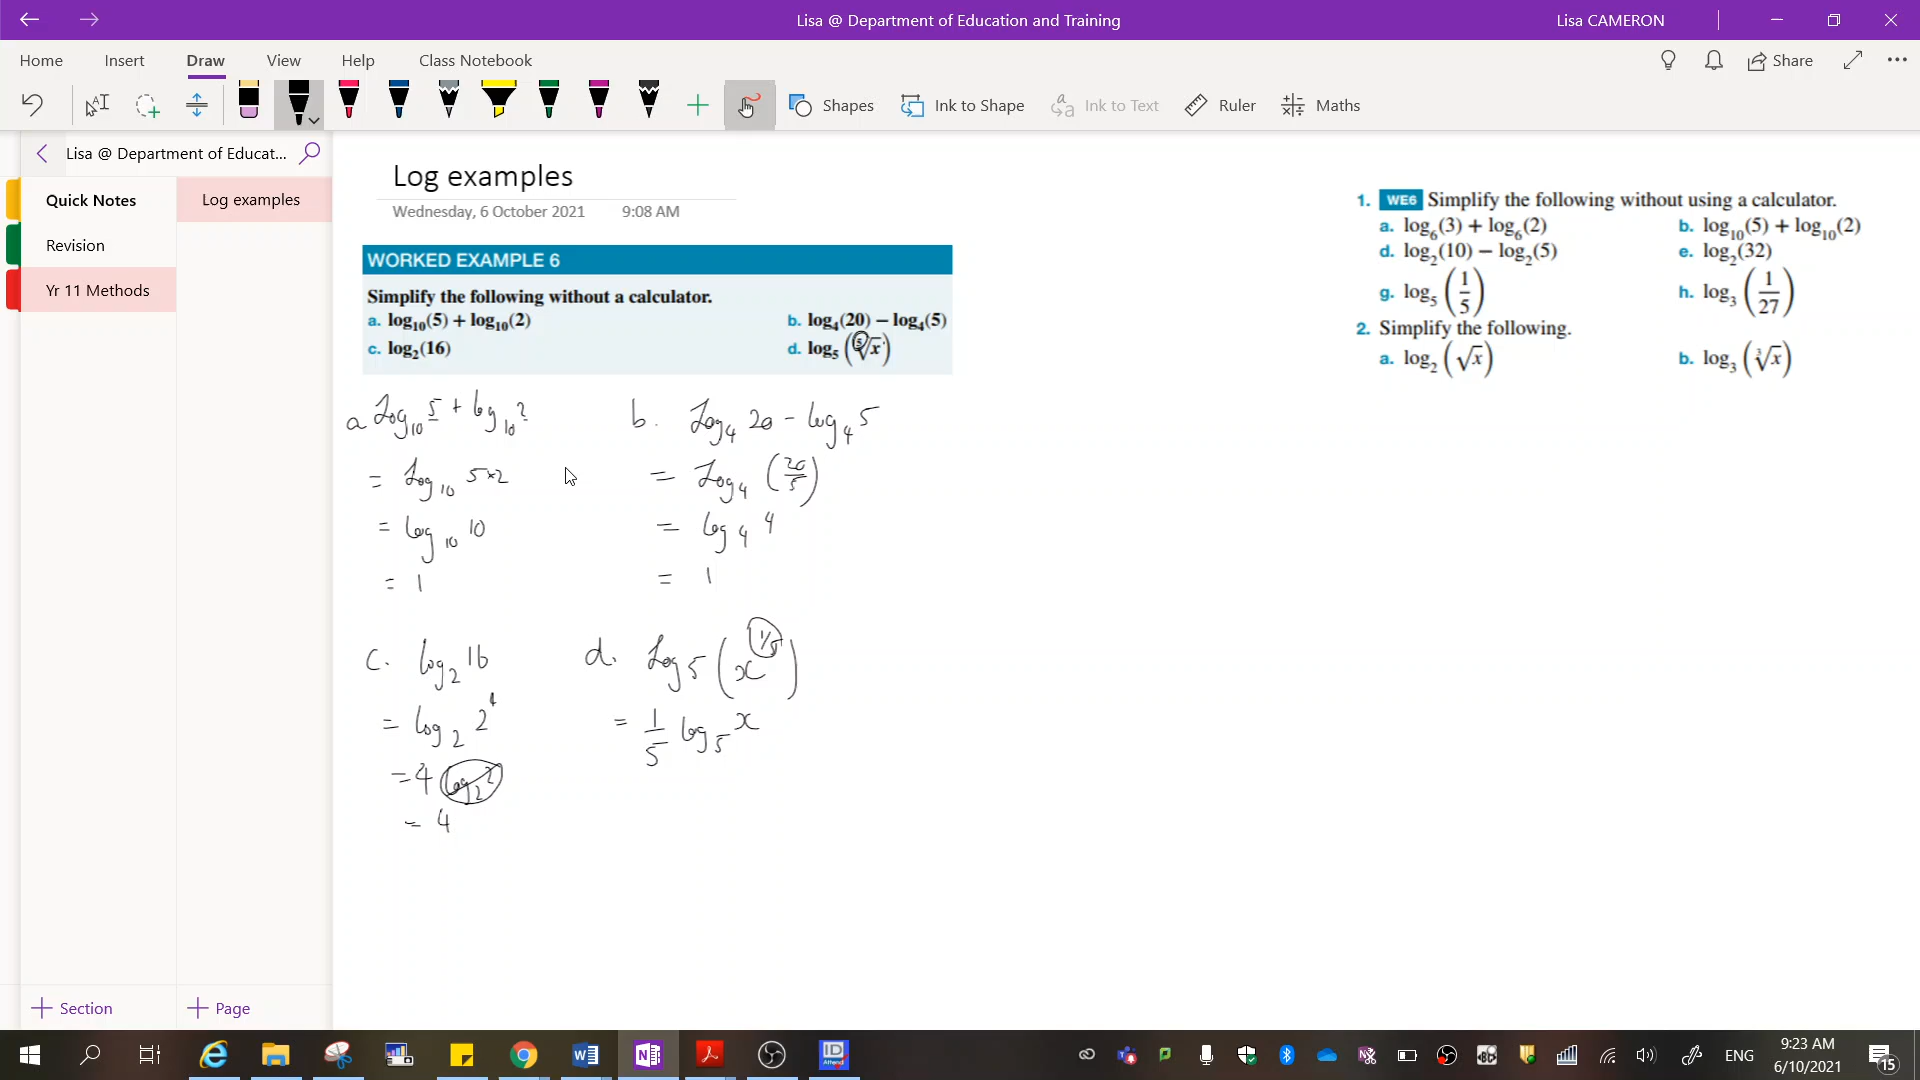 Lisa @ Department of Education and Training
Lisa CAMERON
Home Insert Draw View Help Class Notebook
Share
Shapes Ink to Shape Ink to Text Ruler Maths
Lisa @ Department of Educat...
Quick Notes
Revision
Yr 11 Methods
Log examples
Log examples
Wednesday, 6 October 2021 9:08 AM
WORKED EXAMPLE 6
Simplify the following without a calculator.
a. log₁₀(5) + log₁₀(2) b. log₄(20) − log₄(5)
c. log₂(16) d. log₅(⁵√x)
a Log₁₀ 5 + log₁₀ 2
= Log₁₀ 5×2
= log₁₀ 10
= 1
b. Log₄ 20 − log₄ 5
= Log₄ (20/5)
= log₄ 4
= 1
c. log₂ 16
= log₂ 2⁴
= 4 log₂ 2
= 4
d. Log₅ (x^1/5)
= 1/5 log₅ x
1. WE6 Simplify the following without using a calculator.
a. log₆(3) + log₆(2) b. log₁₀(5) + log₁₀(2)
d. log₂(10) − log₂(5) e. log₂(32)
g. log₅(1/5) h. log₃(1/27)
2. Simplify the following.
a. log₂(√x) b. log₃(³√x)
+ Section + Page
ENG
9:23 AM
6/10/2021
15